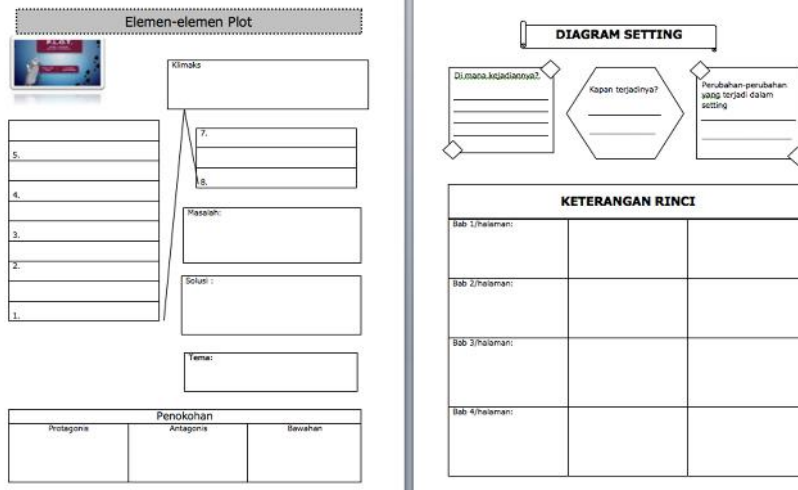 Elemen-elemen Plot
PLOT
Klimaks
7.
8.
5.
4.
3.
2.
1.
Masalah:
Solusi :
Tema:
Penokohan
Protagonis
Antagonis
Bawahan
DIAGRAM SETTING
Di mana kejadiannya?
Kapan terjadinya?
Perubahan-perubahan
yang terjadi dalam
setting
KETERANGAN RINCI
Bab 1/halaman:
Bab 2/halaman:
Bab 3/halaman:
Bab 4/halaman: